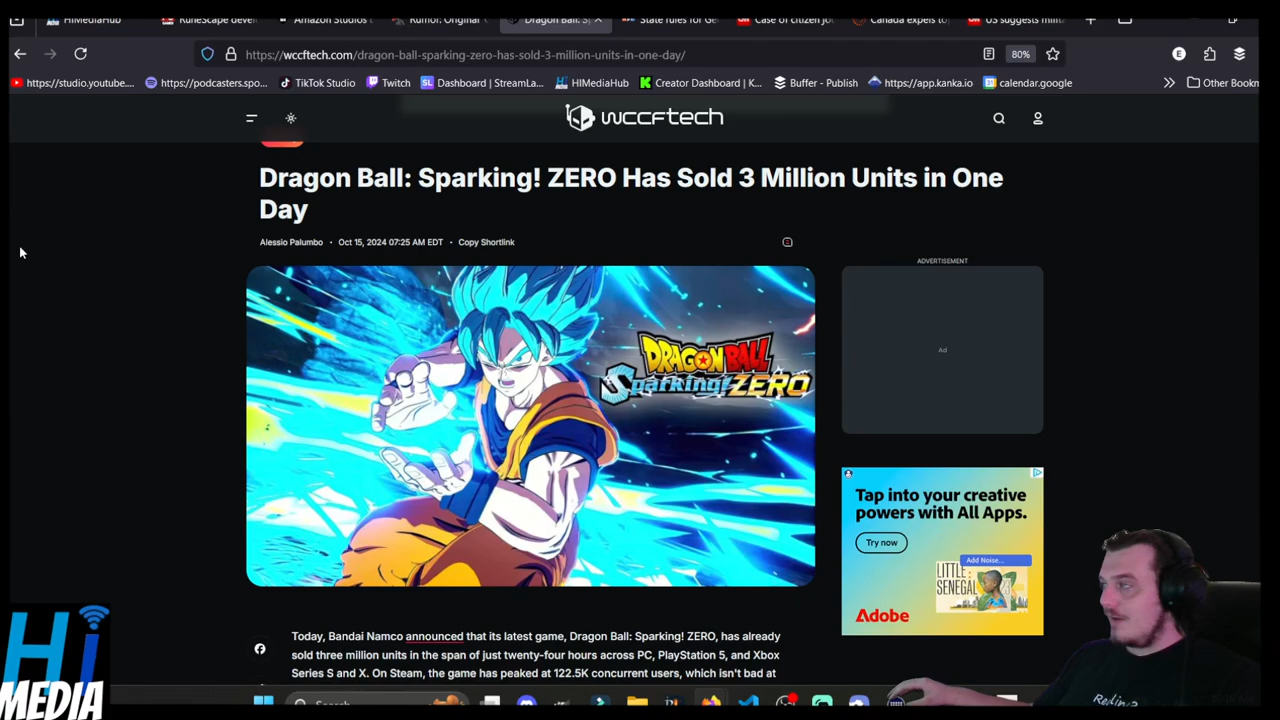 HiMediaHub
RuneScape devel
Amazon Studios t
Rumor: Original
Dragon Ball: S
State rules for Ge
Case of citizen jo
Canada expels to
US suggests milit
https://wccftech.com/dragon-ball-sparking-zero-has-sold-3-million-units-in-one-day/
80%
https://studio.youtube....
https://podcasters.spo...
TikTok Studio
Twitch
Dashboard | StreamLa...
HIMediaHub
Creator Dashboard | K...
Buffer - Publish
https://app.kanka.io
calendar.google
Other Bookm
wccftech
Dragon Ball: Sparking! ZERO Has Sold 3 Million Units in One
Day
Alessio Palumbo • Oct 15, 2024 07:25 AM EDT • Copy Shortlink
ADVERTISEMENT
Ad
DRAGON BALL
Sparking! ZERO
Tap into your creative
powers with All Apps.
Try now
Add Noise...
LITTLE
SENEGAL
Adobe
Today, Bandai Namco announced that its latest game, Dragon Ball: Sparking! ZERO, has already
sold three million units in the span of just twenty-four hours across PC, PlayStation 5, and Xbox
Series S and X. On Steam, the game has peaked at 122.5K concurrent users, which isn't bad at
Hi
MEDIA
Search